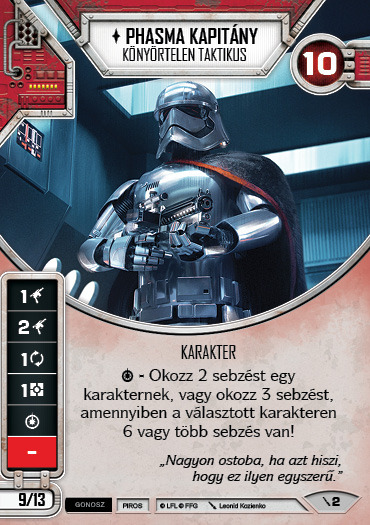 PHASMA KAPITÁNY
KÖNYÖRTELEN TAKTIKUS
10
1
2
1
1
-
9/13
KARAKTER
- Okozz 2 sebzést egy
karakternek, vagy okozz 3 sebzést,
amennyiben a választott karakteren
6 vagy több sebzés van!
„Nagyon ostoba, ha azt hiszi,
hogy ez ilyen egyszerű.”
GONOSZ
PIROS
© LFL © FFG
Leonid Kozienko
2